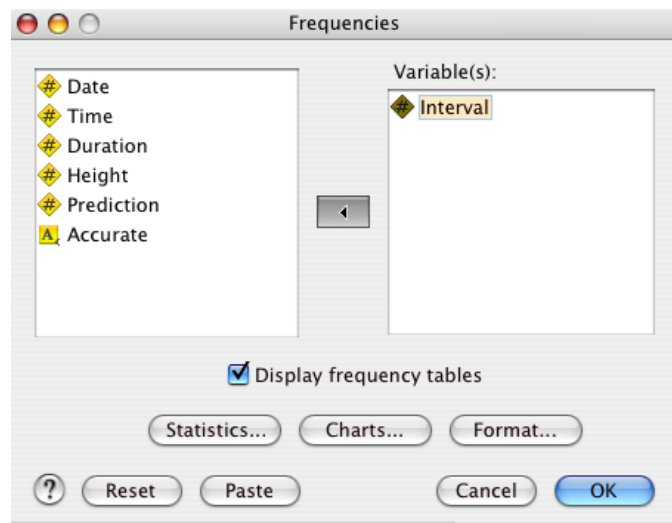 Frequencies
Date
Time
Duration
Height
Prediction
Accurate
Variable(s):
Interval
Display frequency tables
Statistics...
Charts...
Format...
?
Reset
Paste
Cancel
OK